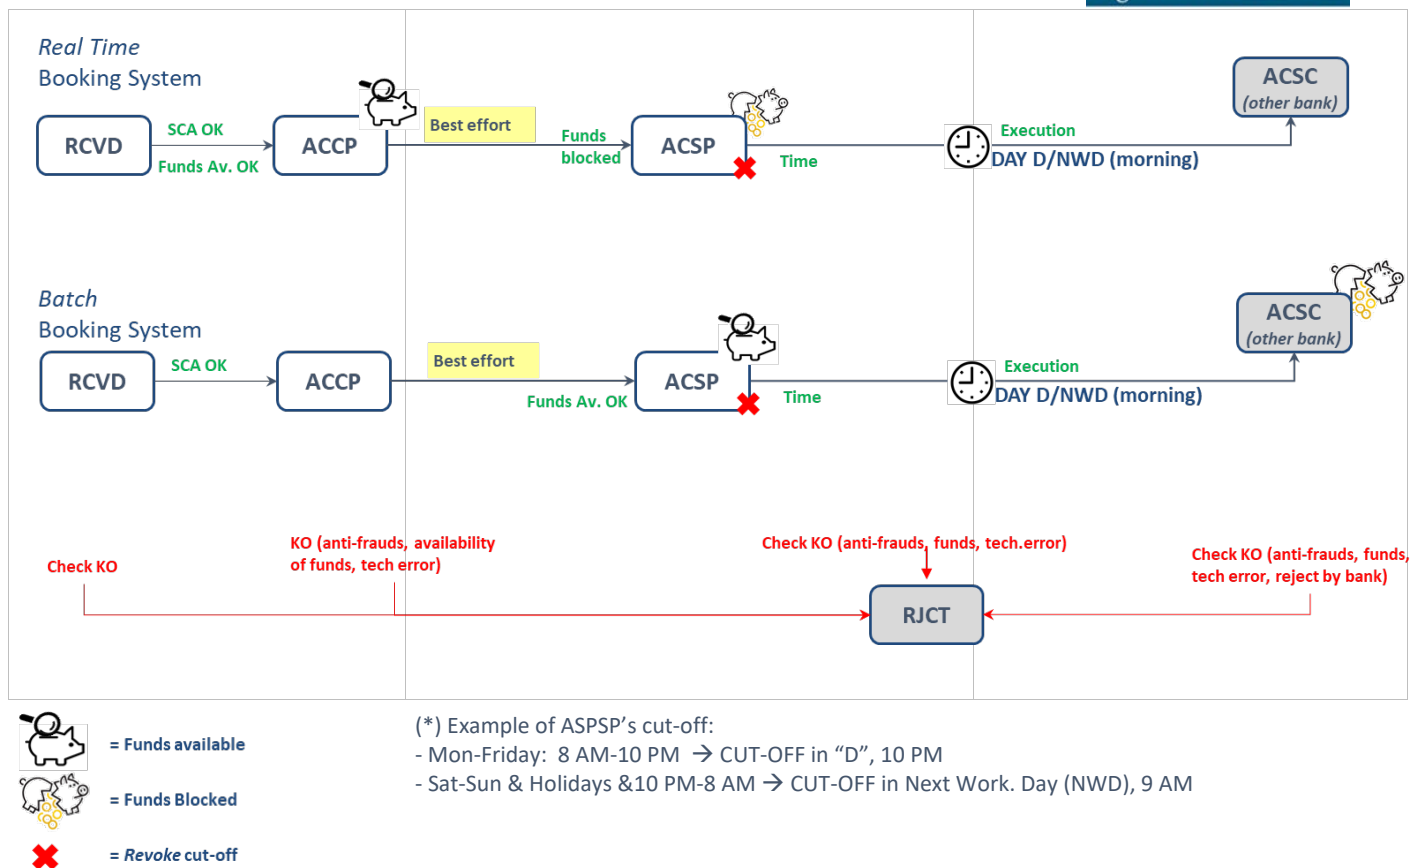 Real Time
Booking System
RCVD
SCA OK
Funds Av. OK
ACCP
Best effort
Funds
blocked
ACSP
Time
Execution
DAY D/NWD (morning)
ACSC
(other bank)
Batch
Booking System
RCVD
SCA OK
ACCP
Best effort
Funds Av. OK
ACSP
Time
Execution
DAY D/NWD (morning)
ACSC
(other bank)
Check KO
KO (anti-frauds, availability
of funds, tech error)
Check KO (anti-frauds, funds, tech.error)
Check KO (anti-frauds, funds,
tech error, reject by bank)
RJCT
= Funds available
= Funds Blocked
= Revoke cut-off
(*) Example of ASPSP’s cut-off:
- Mon-Friday: 8 AM-10 PM → CUT-OFF in “D”, 10 PM
- Sat-Sun & Holidays &10 PM-8 AM → CUT-OFF in Next Work. Day (NWD), 9 AM